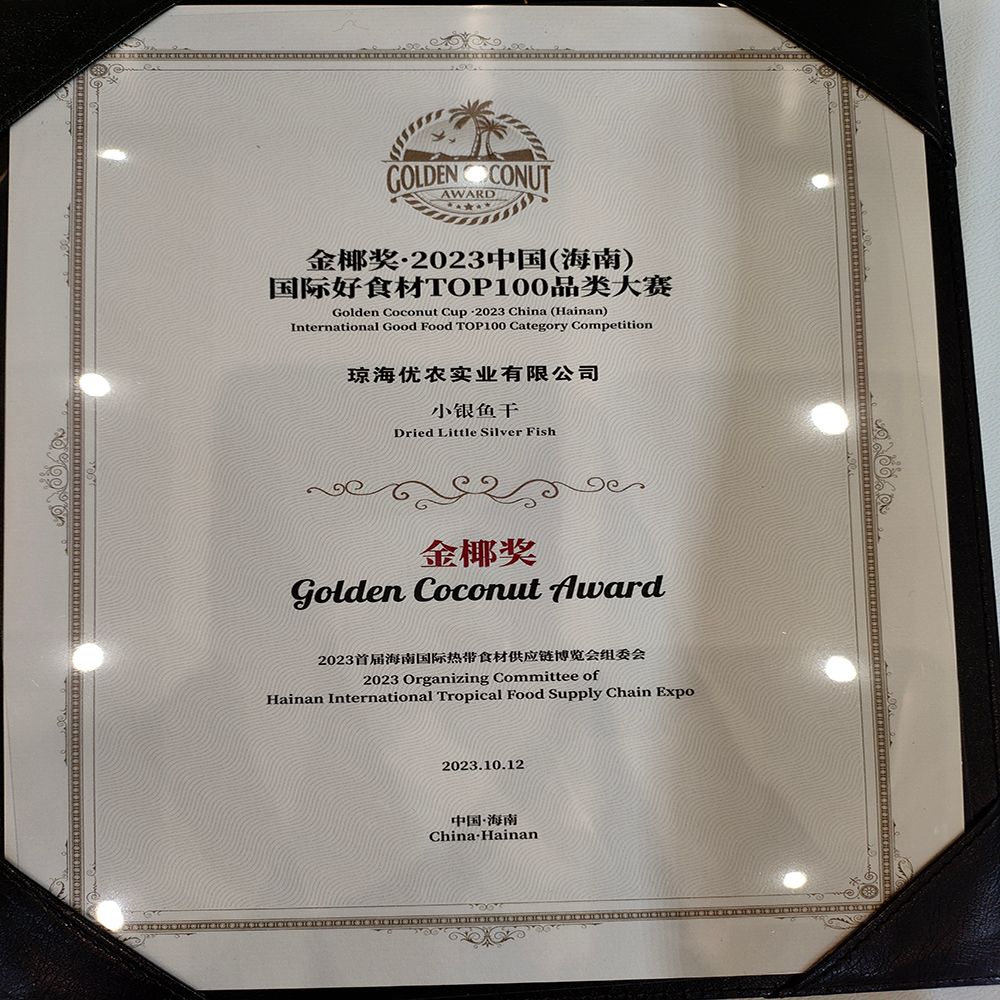 GOLDEN COCONUT
AWARD
金椰奖·2023中国(海南)
国际好食材TOP100品类大赛
Golden Coconut Cup ·2023 China (Hainan)
International Good Food TOP100 Category Competition
琼海优农实业有限公司
小银鱼干
Dried Little Silver Fish
金椰奖
Golden Coconut Award
2023首届海南国际热带食材供应链博览会组委会
2023 Organizing Committee of
Hainan International Tropical Food Supply Chain Expo
2023.10.12
中国·海南
China·Hainan